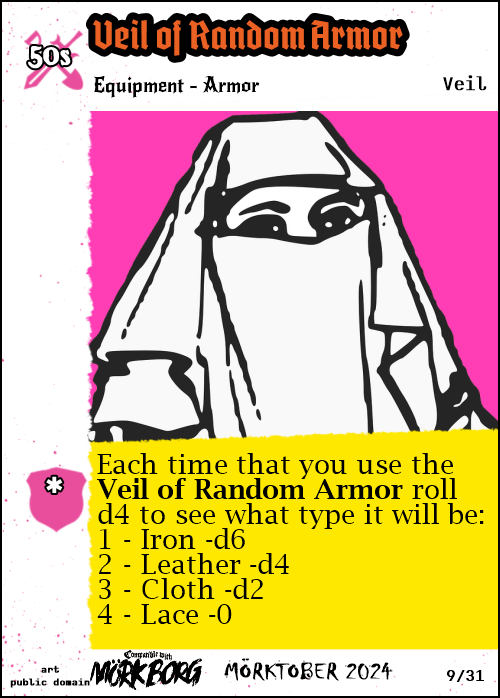 Veil of Random Armor
50s
Equipment - Armor
Veil
*
Each time that you use the
Veil of Random Armor roll
d4 to see what type it will be:
1 - Iron -d6
2 - Leather -d4
3 - Cloth -d2
4 - Lace -0
art
public domain
Compatible with
MÖRK BORG
MÖRKTOBER 2024
9/31